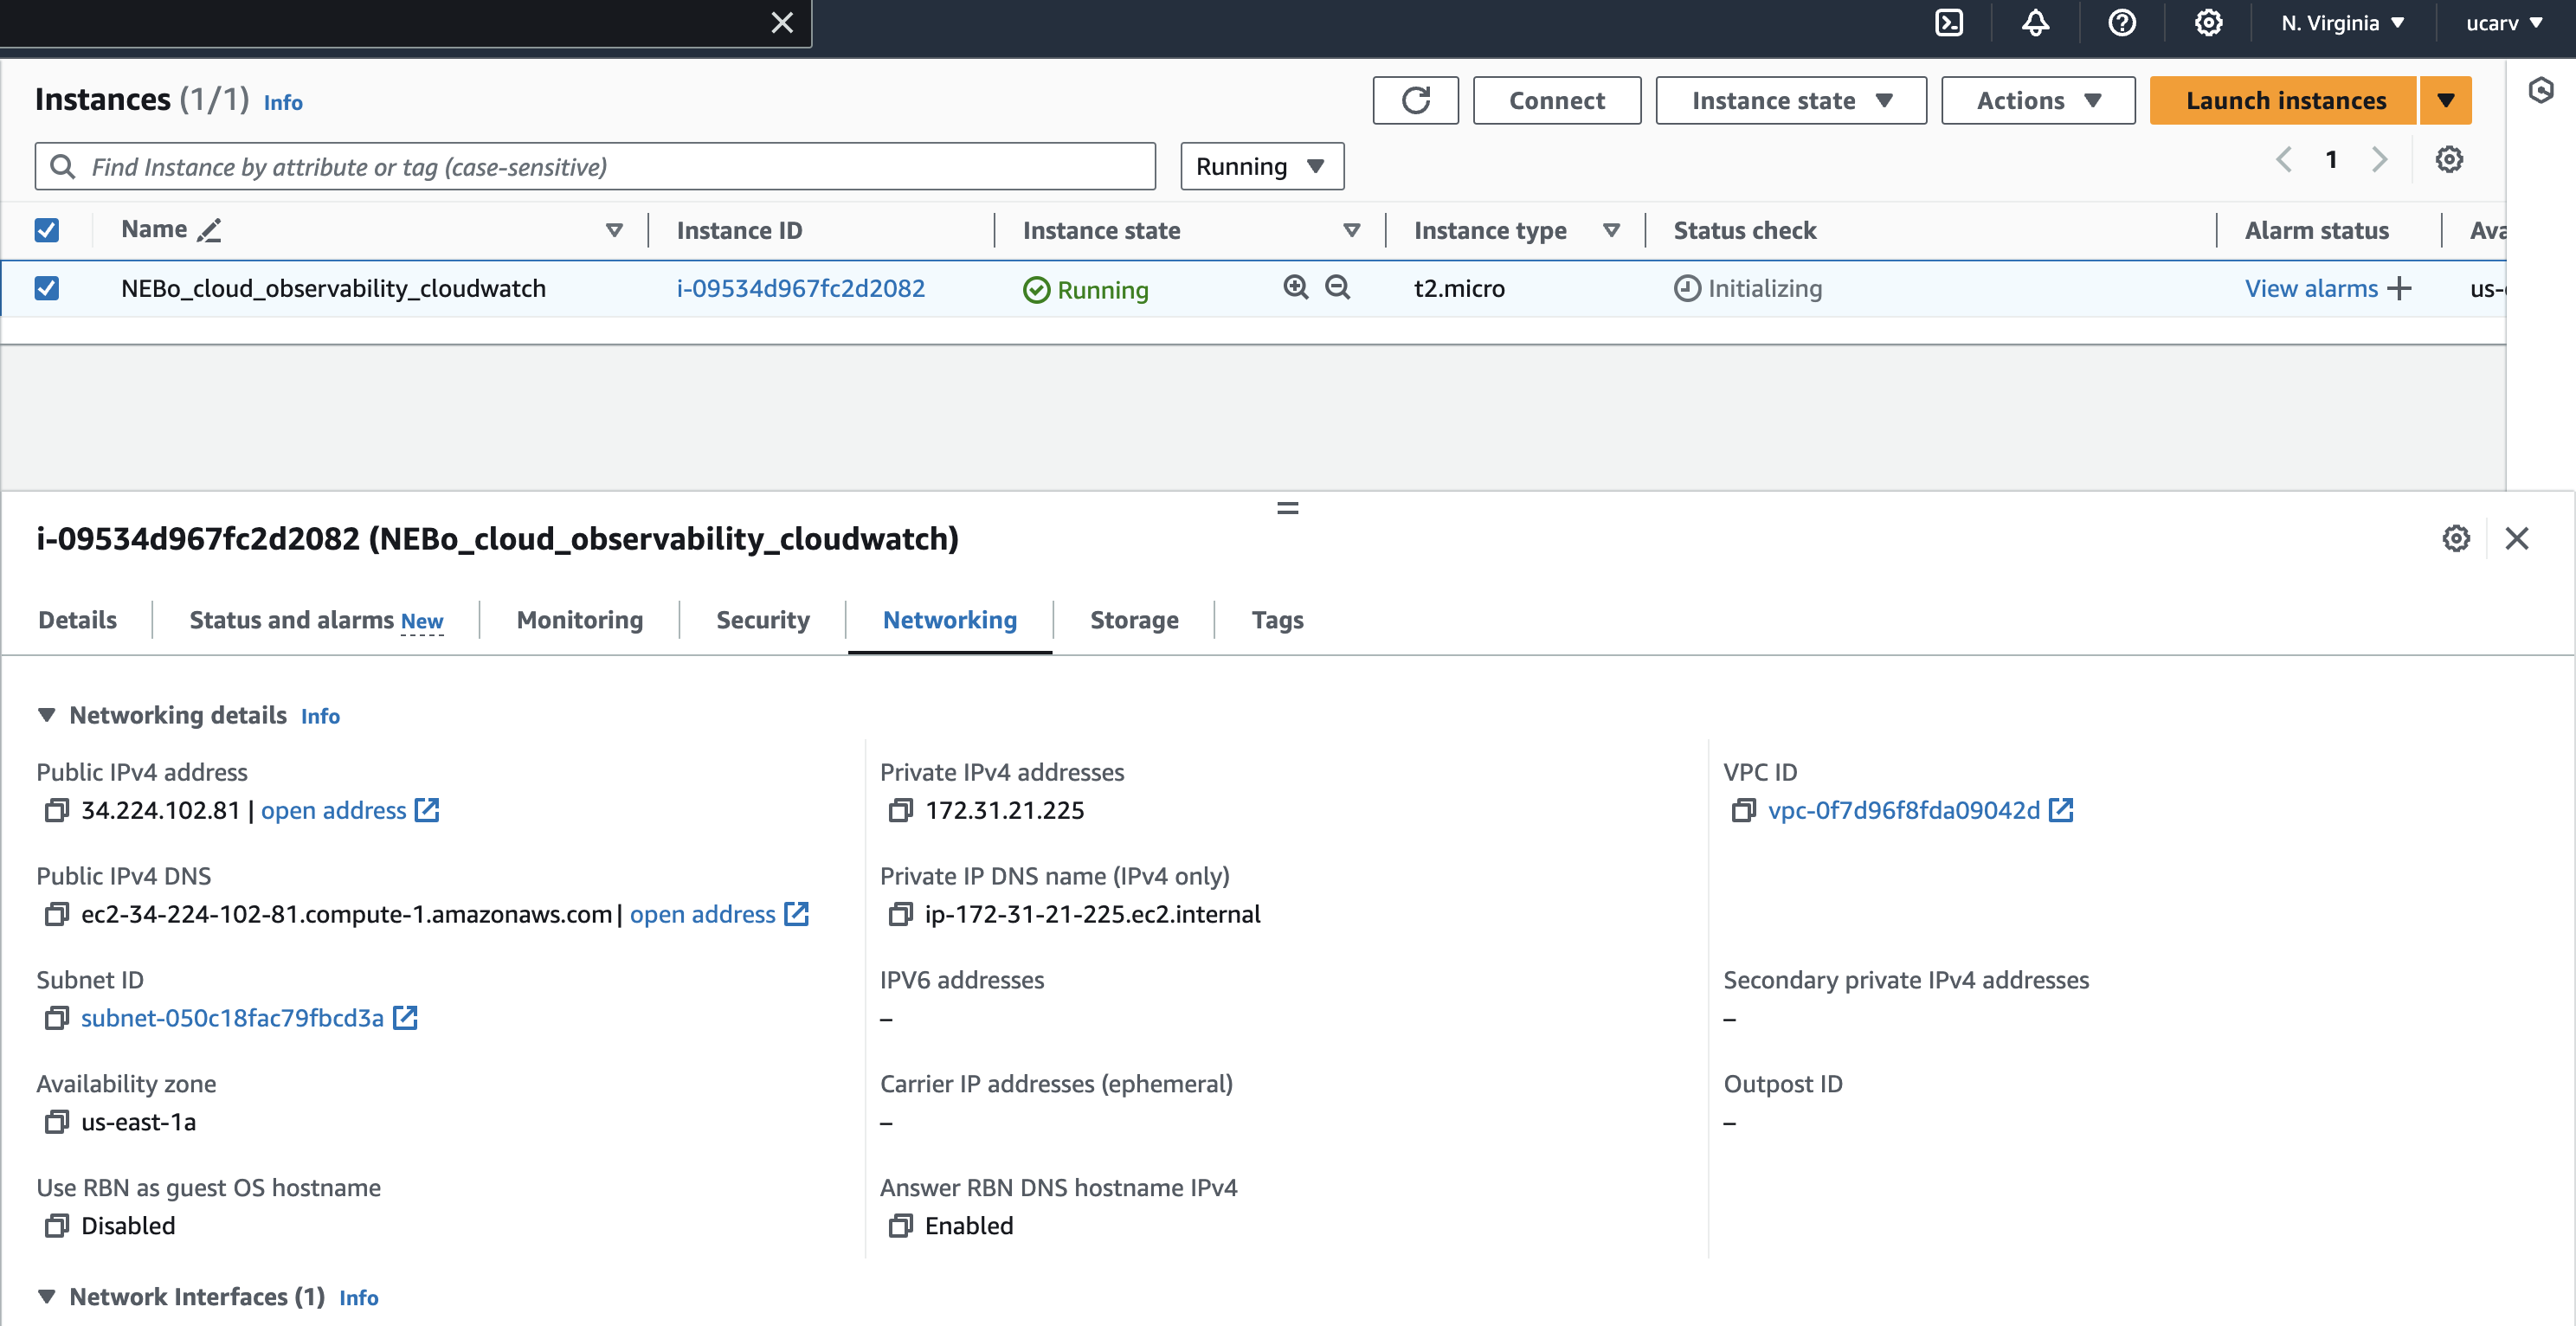 N. Virginia ucarv
Instances (1/1) Info Connect Instance state Actions Launch instances
Find Instance by attribute or tag (case-sensitive) Running 1
Name Instance ID Instance state Instance type Status check Alarm status Ava
NEBo_cloud_observability_cloudwatch i-09534d967fc2d2082 Running t2.micro Initializing View alarms us-
i-09534d967fc2d2082 (NEBo_cloud_observability_cloudwatch)
Details Status and alarms New Monitoring Security Networking Storage Tags
Networking details Info
Public IPv4 address Private IPv4 addresses VPC ID
34.224.102.81 | open address 172.31.21.225 vpc-0f7d96f8fda09042d
Public IPv4 DNS Private IP DNS name (IPv4 only)
ec2-34-224-102-81.compute-1.amazonaws.com | open address ip-172-31-21-225.ec2.internal
Subnet ID IPV6 addresses Secondary private IPv4 addresses
subnet-050c18fac79fbcd3a – –
Availability zone Carrier IP addresses (ephemeral) Outpost ID
us-east-1a – –
Use RBN as guest OS hostname Answer RBN DNS hostname IPv4
Disabled Enabled
Network Interfaces (1) Info